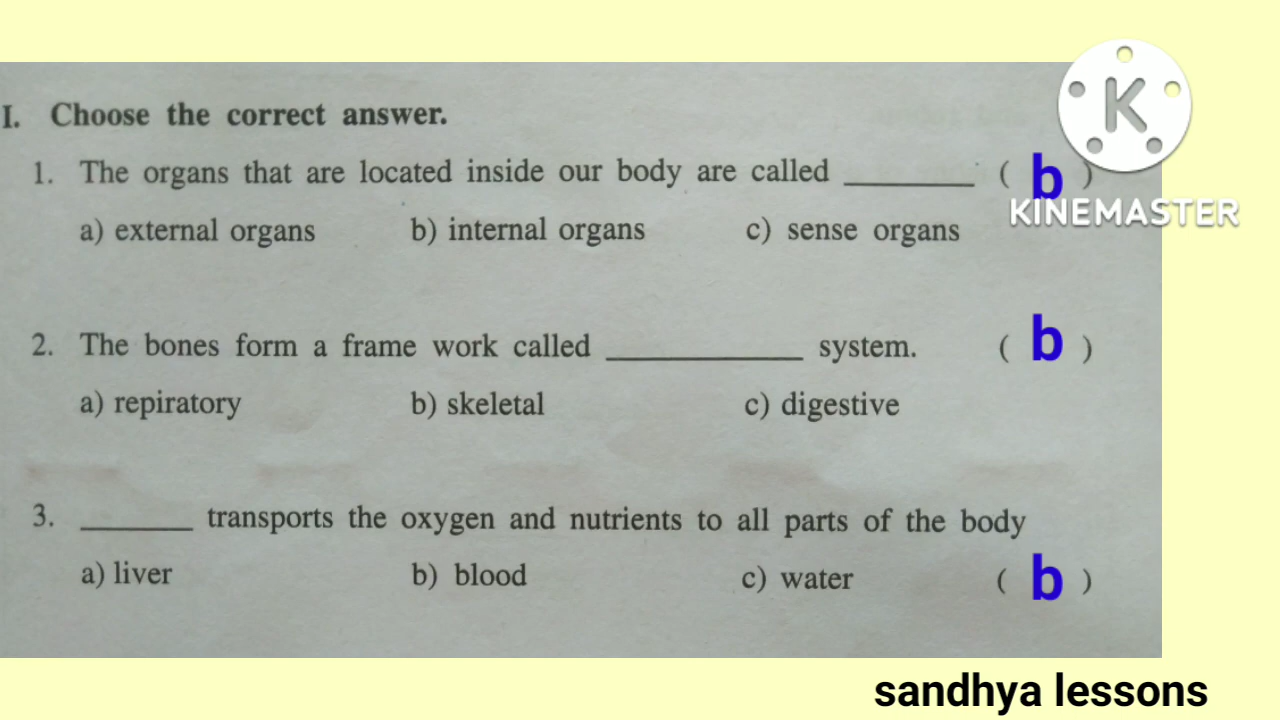 I. Choose the correct answer.
1. The organs that are located inside our body are called ________ ( b )
a) external organs b) internal organs c) sense organs
K
KINEMASTER
2. The bones form a frame work called ____________ system. ( b )
a) repiratory b) skeletal c) digestive
3. _______ transports the oxygen and nutrients to all parts of the body
a) liver b) blood c) water ( b )
sandhya lessons